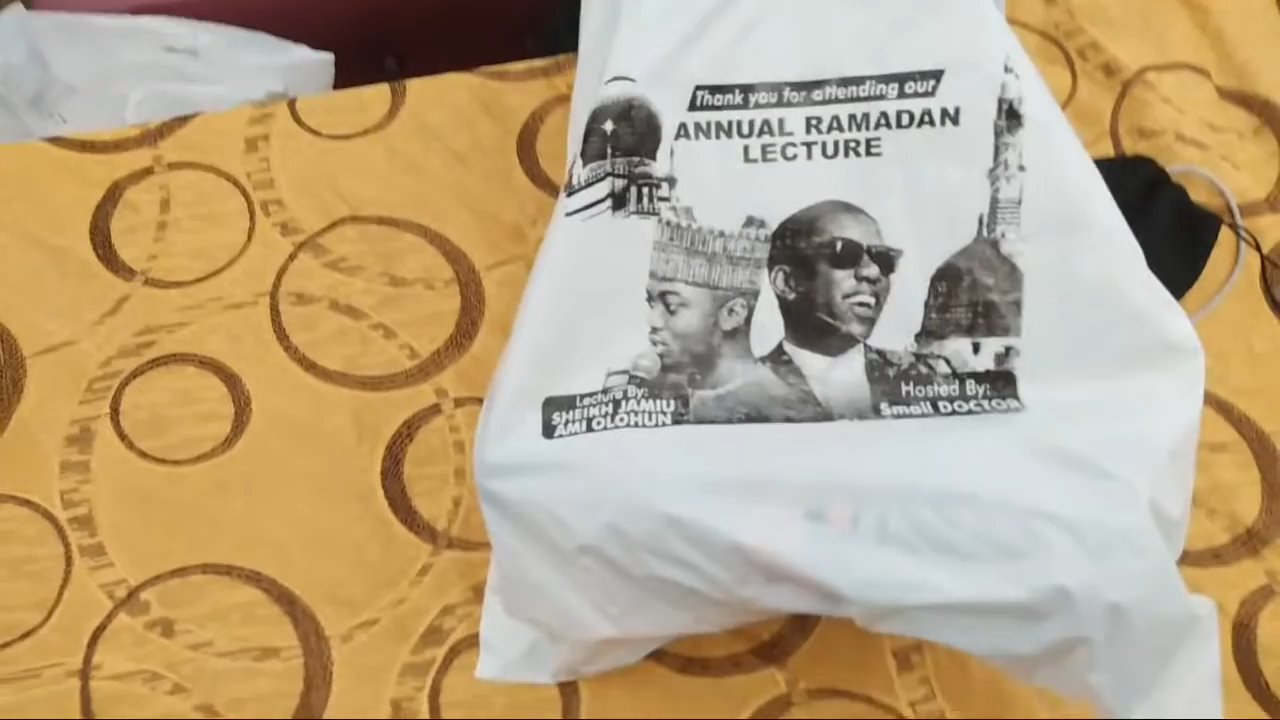 Thank you for attending our
ANNUAL RAMADAN
LECTURE
Lecture By:
SHEIKH JAMIU
AMI OLOHUN
Hosted By:
Small DOCTOR